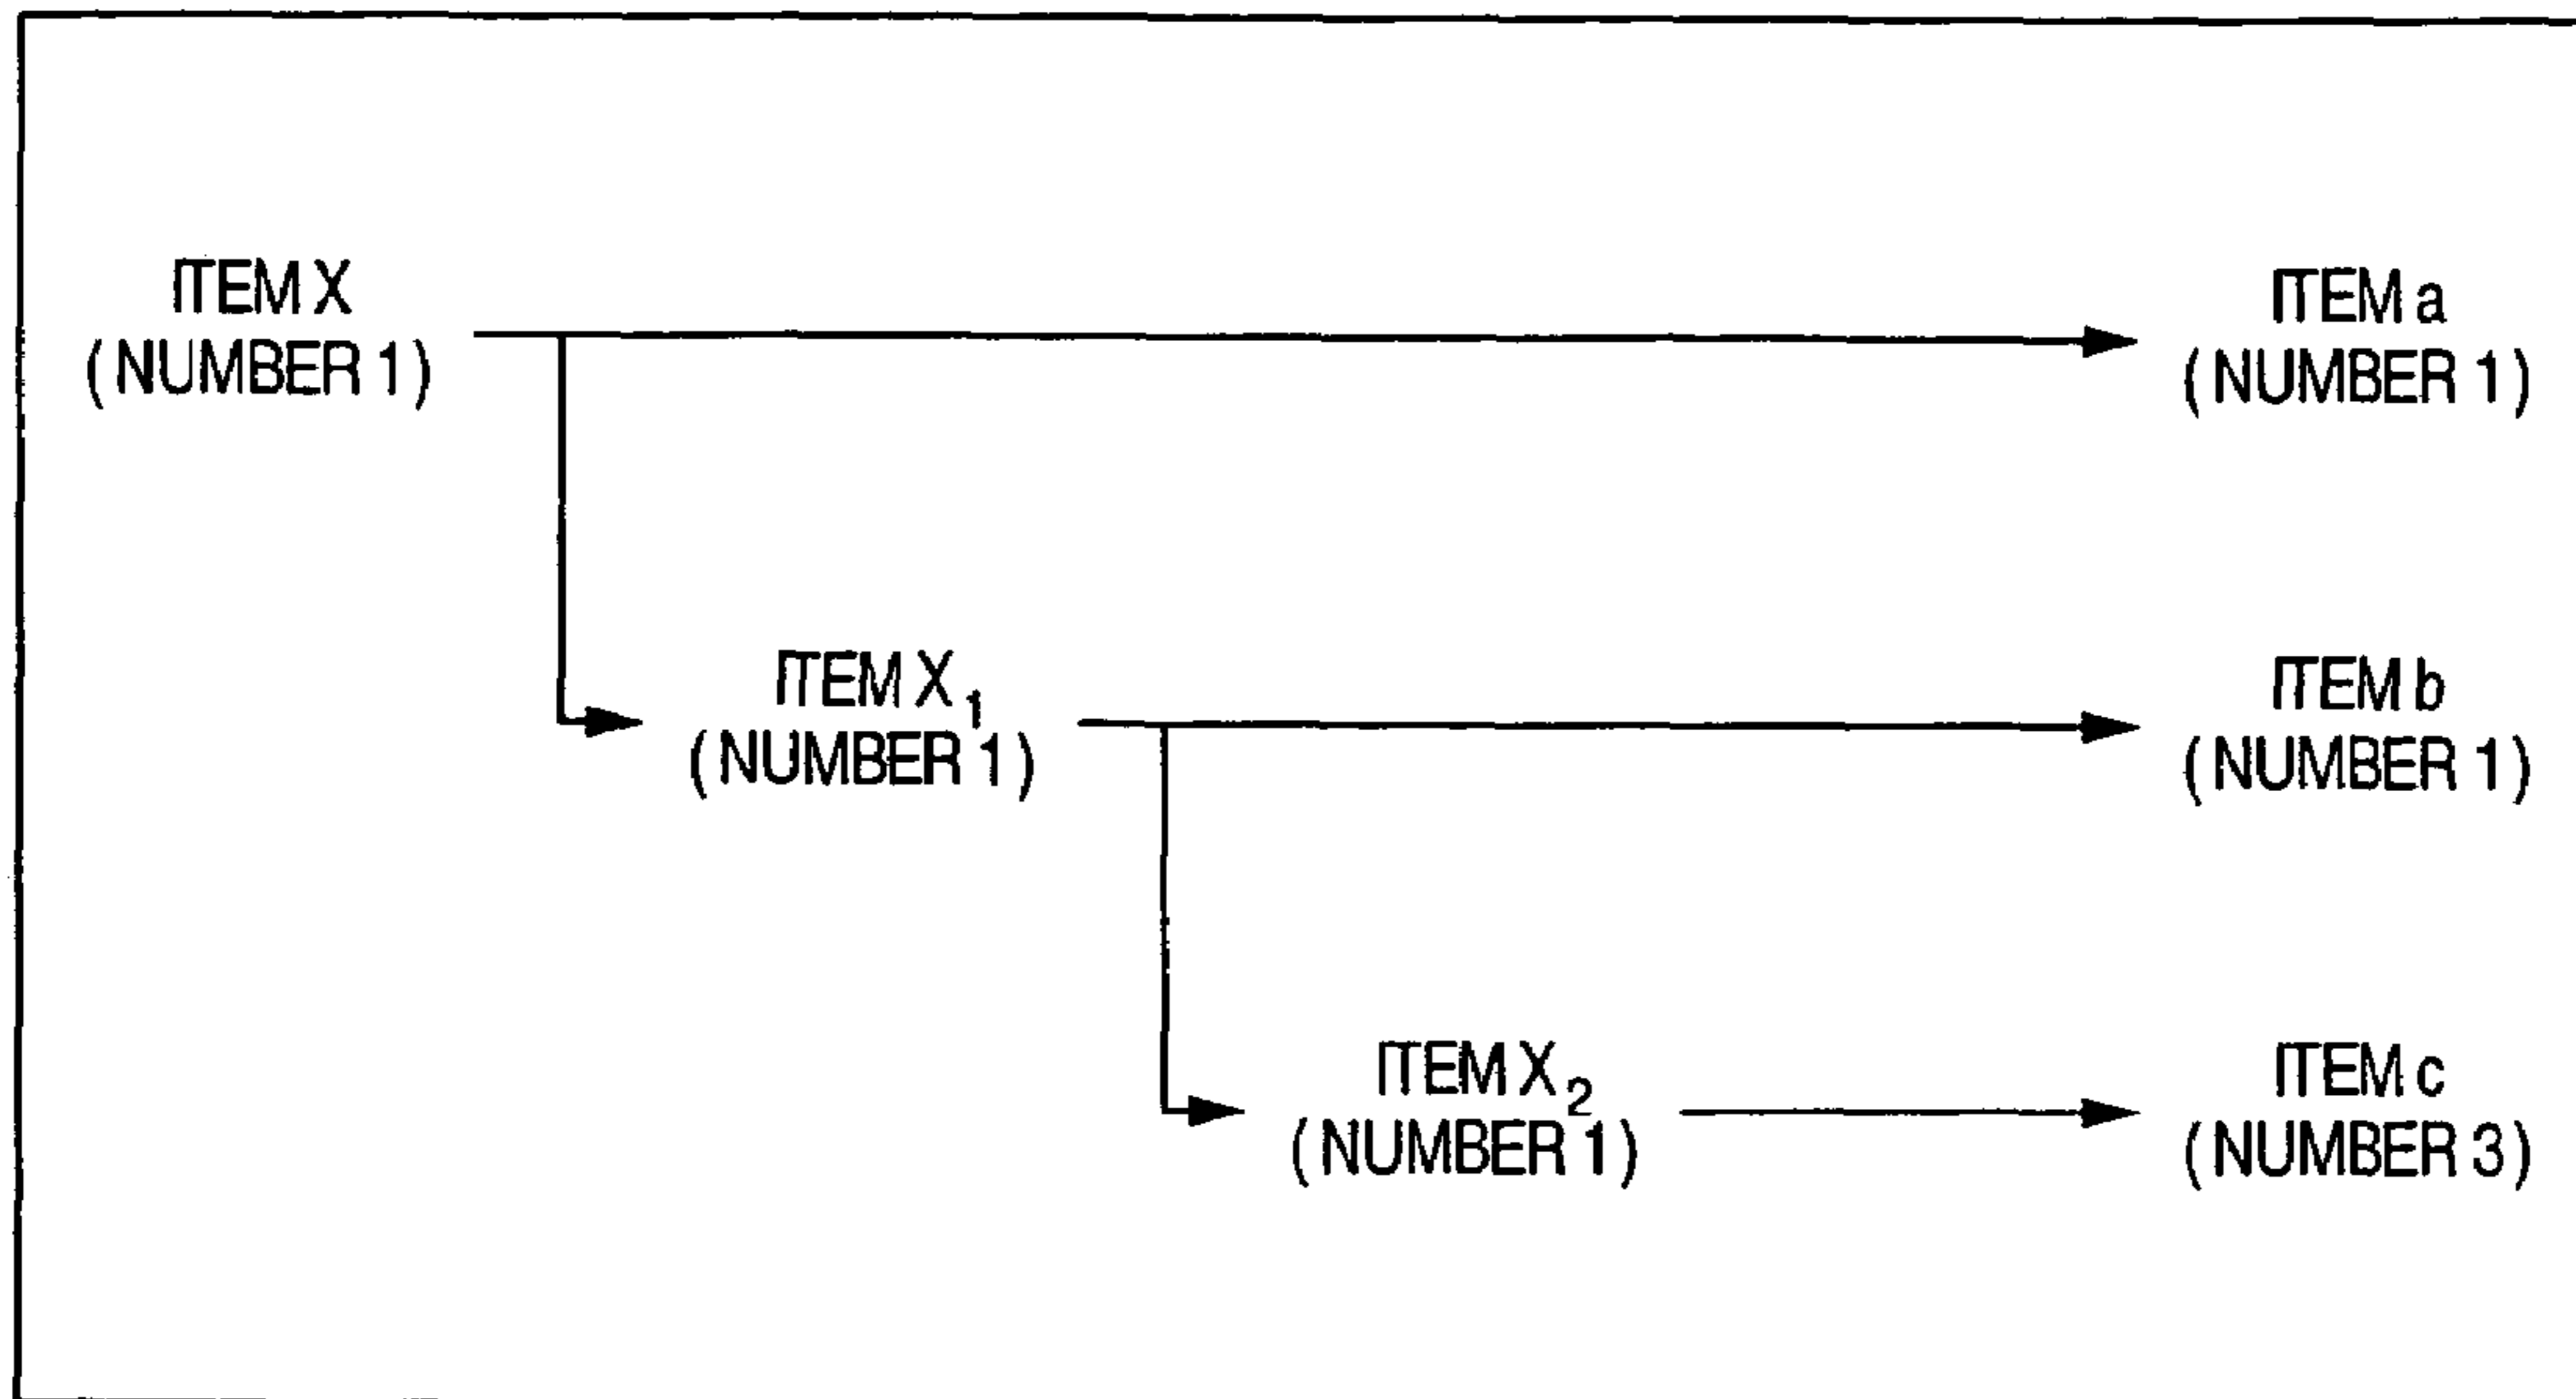 ITEM X
(NUMBER 1)
ITEM a
(NUMBER 1)
ITEM X₁
(NUMBER 1)
ITEM b
(NUMBER 1)
ITEM X₂
(NUMBER 1)
ITEM c
(NUMBER 3)